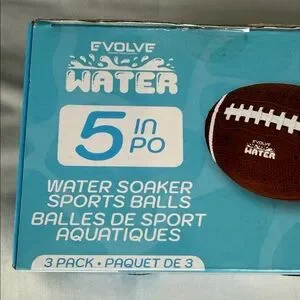 EVOLVE
WATER
5 IN
PO
WATER SOAKER
SPORTS BALLS
BALLES DE SPORT
AQUATIQUES
3 PACK • PAQUET DE 3
EVOLVE
WATER